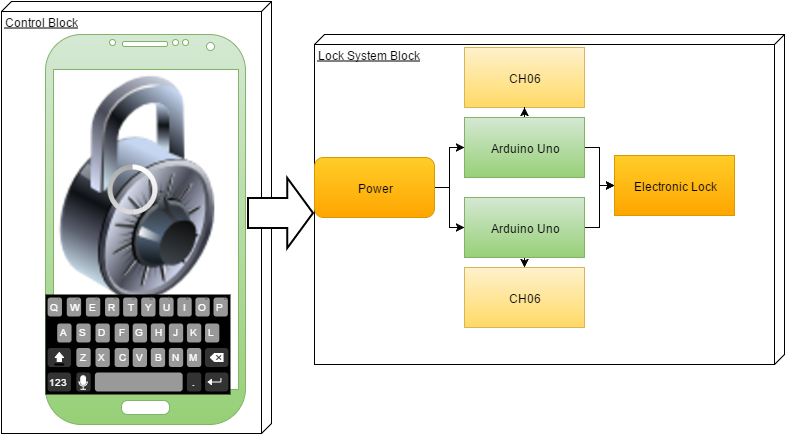 Control Block
Q W E R T Y U I O P
A S D F G H J K L
Z X C V B N M
123 .
Lock System Block
CH06
Arduino Uno
Power
Electronic Lock
Arduino Uno
CH06